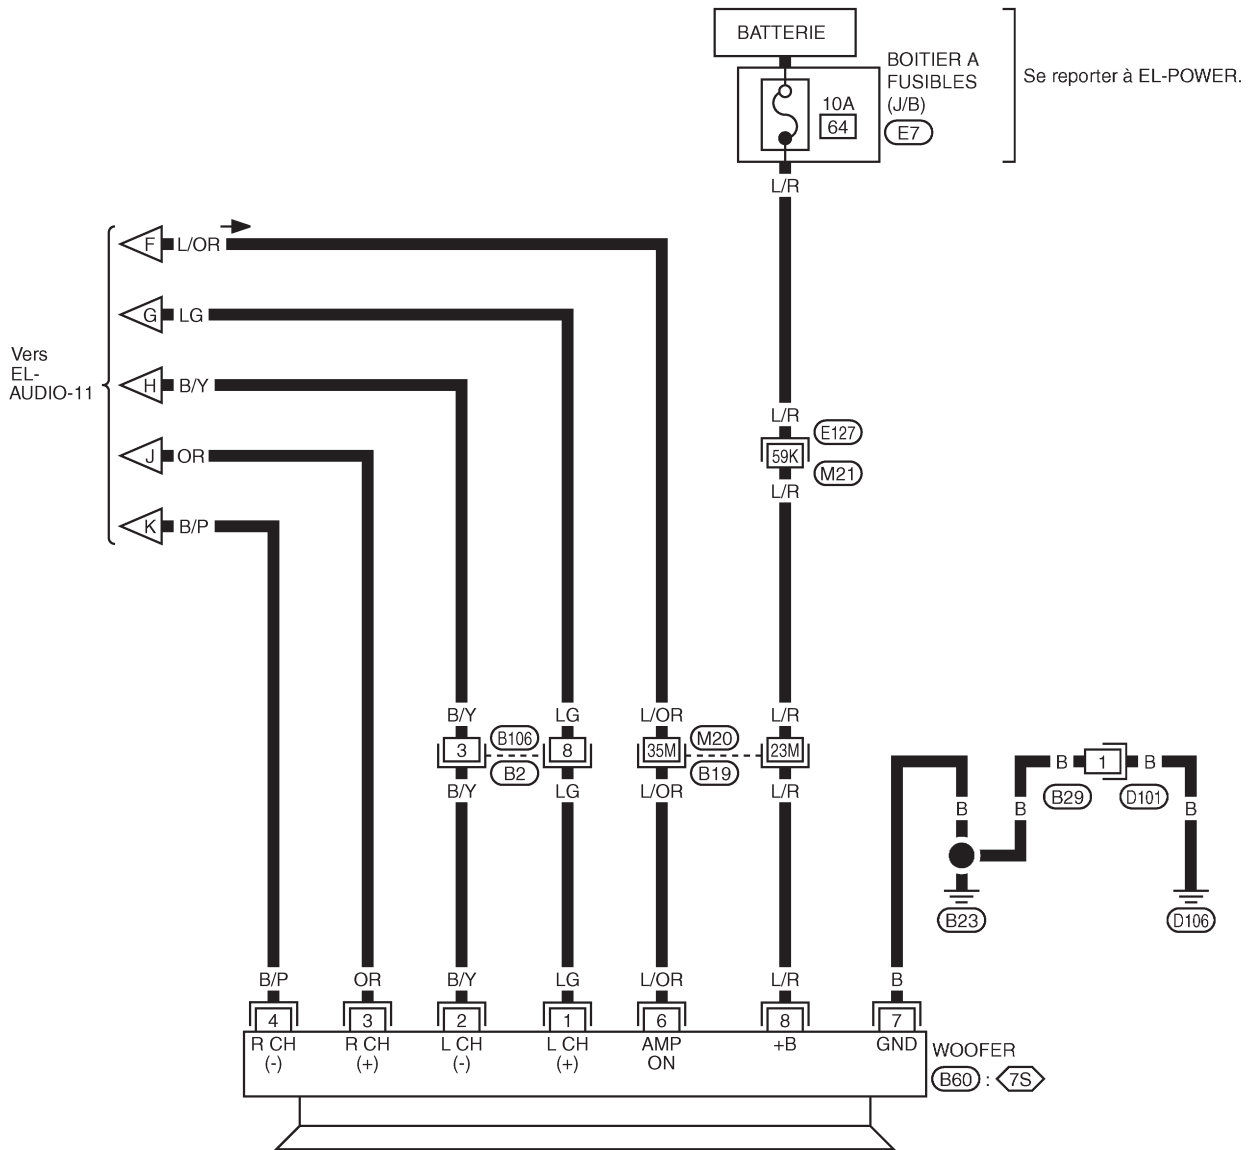 BATTERIE
BOITIER A
FUSIBLES
(J/B)
E7
10A
64
Se reporter à EL-POWER.
L/R
F L/OR
G LG
Vers
EL-
AUDIO-11
H B/Y
L/R
E127
59K
M21
J OR
L/R
K B/P
B/Y LG L/OR L/R
3 B106 8 35M M20 23M
B2 B19
B/Y LG L/OR L/R
B 1 B
B29 D101
B B B
B23 D106
B/P OR B/Y LG L/OR L/R B
4 3 2 1 6 8 7
R CH R CH L CH L CH AMP +B GND
(-) (+) (-) (+) ON
WOOFER
B60 : 7S